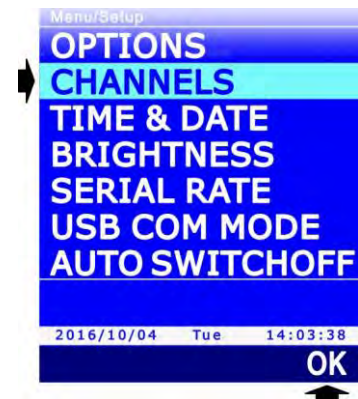 Menu/Setup
OPTIONS
CHANNELS
TIME & DATE
BRIGHTNESS
SERIAL RATE
USB COM MODE
AUTO SWITCHOFF
2016/10/04 Tue 14:03:38
OK